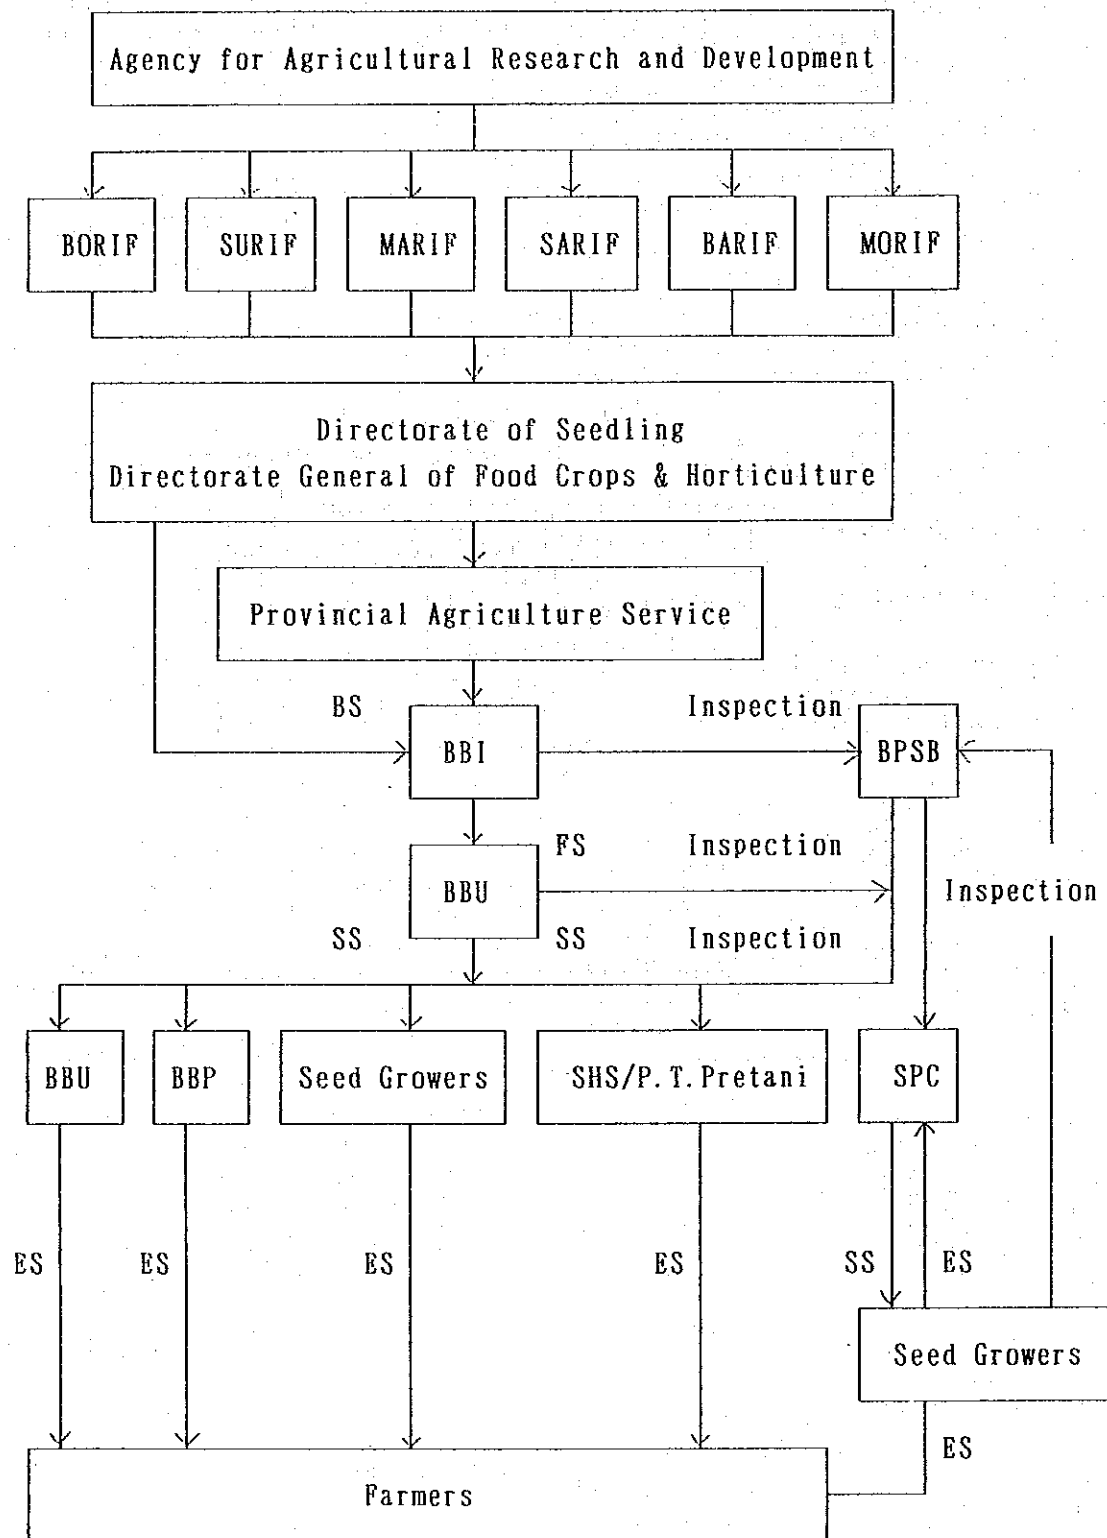 Agency for Agricultural Research and Development
BORIF SURIF MARIF SARIF BARIF MORIF
Directorate of Seedling
Directorate General of Food Crops & Horticulture
Provincial Agriculture Service
BS Inspection
BBI BPSB
FS Inspection
BBU Inspection
SS SS Inspection
BBU BBP Seed Growers SHS/P.T.Pretani SPC
ES ES ES ES SS ES
Seed Growers
ES
Farmers